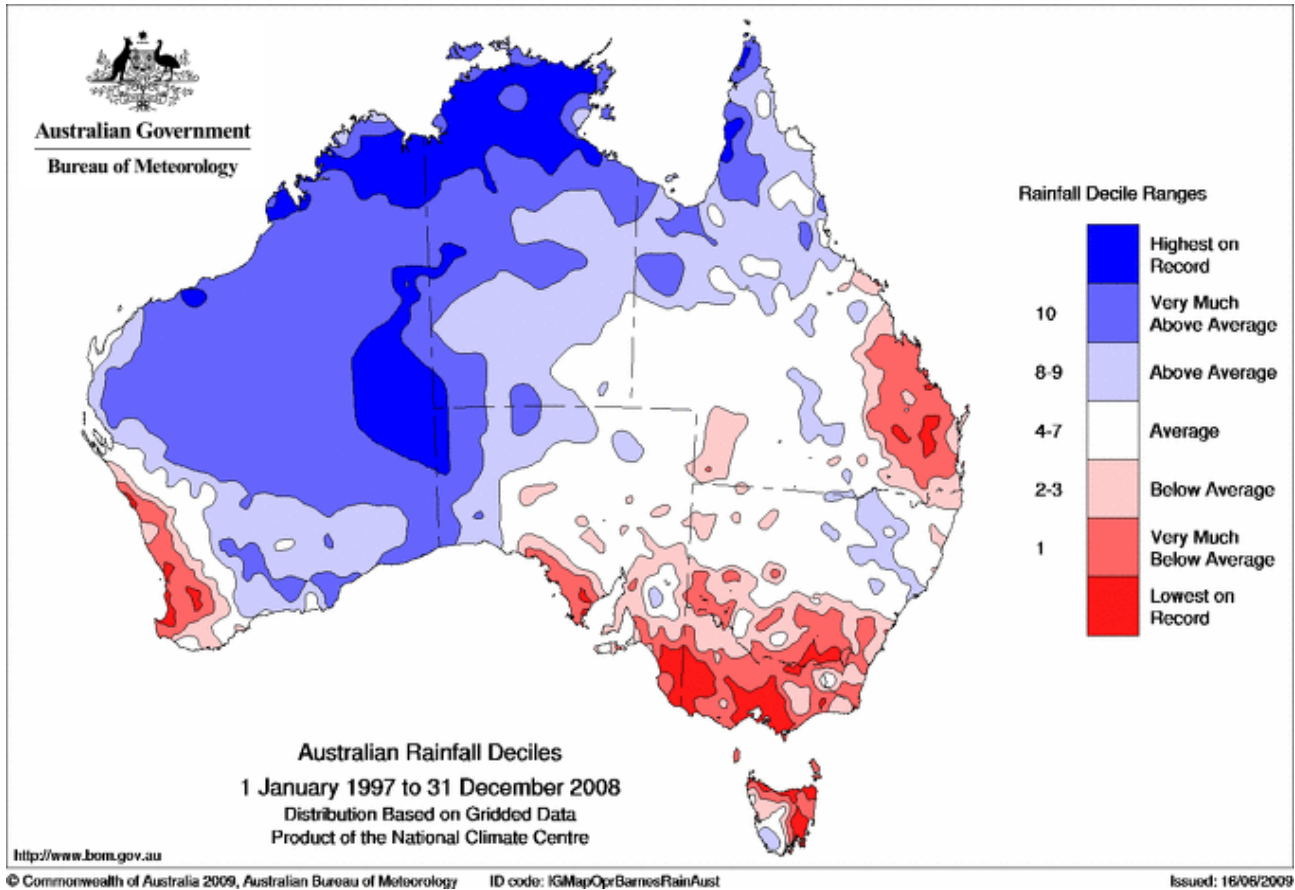 Australian Government
Bureau of Meteorology
Rainfall Decile Ranges
Highest on
Record
10
Very Much
Above Average
8-9
Above Average
4-7
Average
2-3
Below Average
1
Very Much
Below Average
Lowest on
Record
Australian Rainfall Deciles
1 January 1997 to 31 December 2008
Distribution Based on Gridded Data
Product of the National Climate Centre
http://www.bom.gov.au
© Commonwealth of Australia 2009, Australian Bureau of Meteorology
ID code: IGMapOprBarnesRainAust
Issued: 16/06/2009